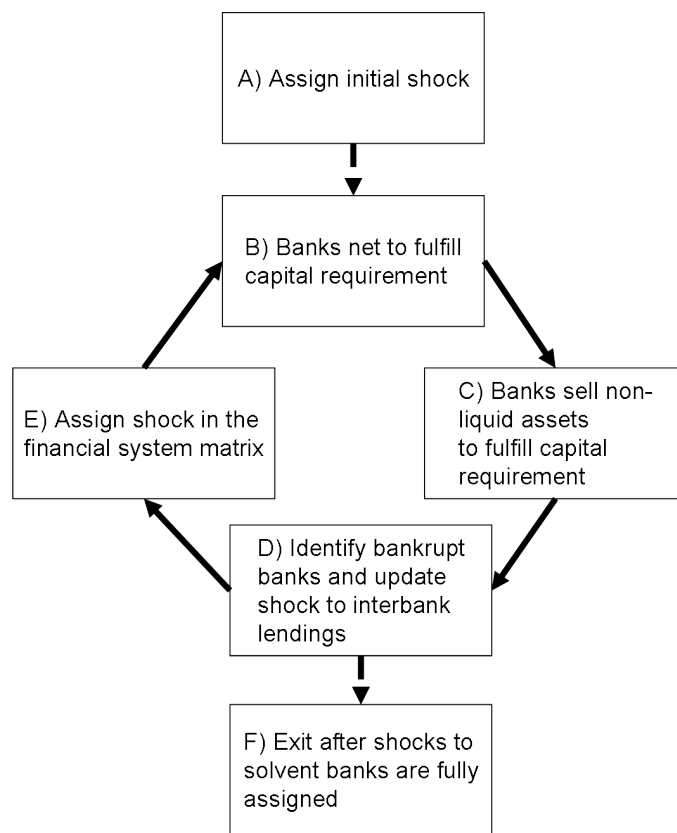 A) Assign initial shock
B) Banks net to fulfill
capital requirement
C) Banks sell non-
liquid assets
to fulfill capital
requirement
E) Assign shock in the
financial system matrix
D) Identify bankrupt
banks and update
shock to interbank
lendings
F) Exit after shocks to
solvent banks are fully
assigned